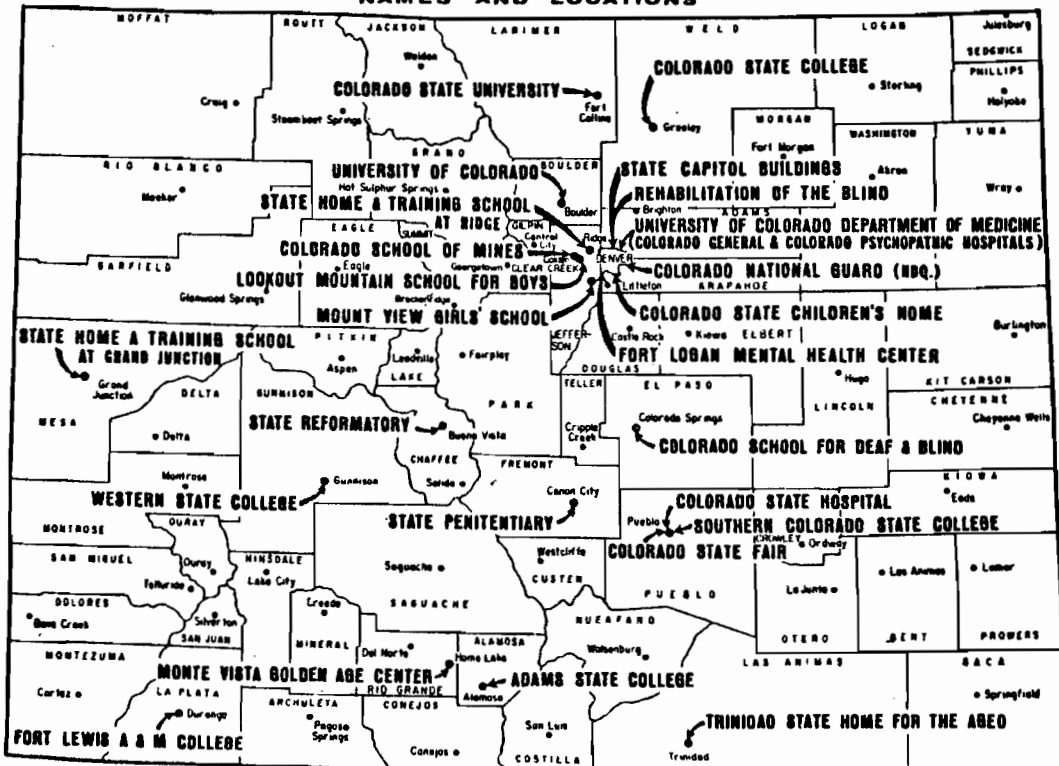 NAMES AND LOCATIONS
MOFFAT
ROUTT
JACKSON
LARIMER
WELD
LOGAN
Julesburg
SEDGWICK
Walden
COLORADO STATE COLLEGE
PHILLIPS
Holyoke
COLORADO STATE UNIVERSITY
Craig
Steamboat Springs
Fort
Collins
Greeley
Sterling
MORGAN
Fort Morgan
WASHINGTON
YUMA
GRAND
BOULDER
RIO BLANCO
Meeker
UNIVERSITY OF COLORADO
Hot Sulphur Springs
STATE CAPITOL BUILDINGS
Akron
Wray
STATE HOME & TRAINING SCHOOL
AT RIDGE
Boulder
REHABILITATION OF THE BLIND
Brighton
ADAMS
EAGLE
SUMMIT
GILPIN
Central
City
Ridge
UNIVERSITY OF COLORADO DEPARTMENT OF MEDICINE
(COLORADO GENERAL & COLORADO PSYCHOPATHIC HOSPITALS)
COLORADO SCHOOL OF MINES
DENVER
GARFIELD
Eagle
Georgetown
CLEAR CREEK
COLORADO NATIONAL GUARD (HDQ.)
LOOKOUT MOUNTAIN SCHOOL FOR BOYS
Littleton
ARAPAHOE
Glenwood Springs
Breckenridge
MOUNT VIEW GIRLS' SCHOOL
COLORADO STATE CHILDREN'S HOME
STATE HOME & TRAINING SCHOOL
AT GRAND JUNCTION
PITKIN
Aspen
Leadville
LAKE
Fairplay
JEFFER-
SON
Castle Rock
Kiowa
ELBERT
Burlington
FORT LOGAN MENTAL HEALTH CENTER
DOUGLAS
Grand
Junction
DELTA
GUNNISON
PARK
TELLER
EL PASO
Hugo
KIT CARSON
MESA
LINCOLN
CHEYENNE
Delta
STATE REFORMATORY
Buena Vista
Cripple
Creek
Colorado Springs
Cheyenne Wells
COLORADO SCHOOL FOR DEAF & BLIND
Montrose
CHAFFEE
Salida
FREMONT
WESTERN STATE COLLEGE
Gunnison
Canon City
KIOWA
Eads
COLORADO STATE HOSPITAL
STATE PENITENTIARY
Pueblo
SOUTHERN COLORADO STATE COLLEGE
MONTROSE
OURAY
COLORADO STATE FAIR
CROWLEY
Ordway
SAN MIGUEL
Ouray
HINSDALE
Lake City
Saguache
Westcliffe
CUSTER
Telluride
SAGUACHE
PUEBLO
La Junta
Las Animas
Lamar
DOLORES
Dove Creek
Silverton
SAN JUAN
Creede
MINERAL
HUERFANO
OTERO
BENT
PROWERS
MONTEZUMA
Del Norte
ALAMOSA
Home Lake
Walsenburg
LAS ANIMAS
BACA
MONTE VISTA GOLDEN AGE CENTER
RIO GRANDE
ADAMS STATE COLLEGE
Alamosa
Cortez
LA PLATA
Springfield
Durango
ARCHULETA
Pagosa
Springs
CONEJOS
San Luis
TRINIDAD STATE HOME FOR THE AGED
FORT LEWIS A & M COLLEGE
Conejos
COSTILLA
Trinidad